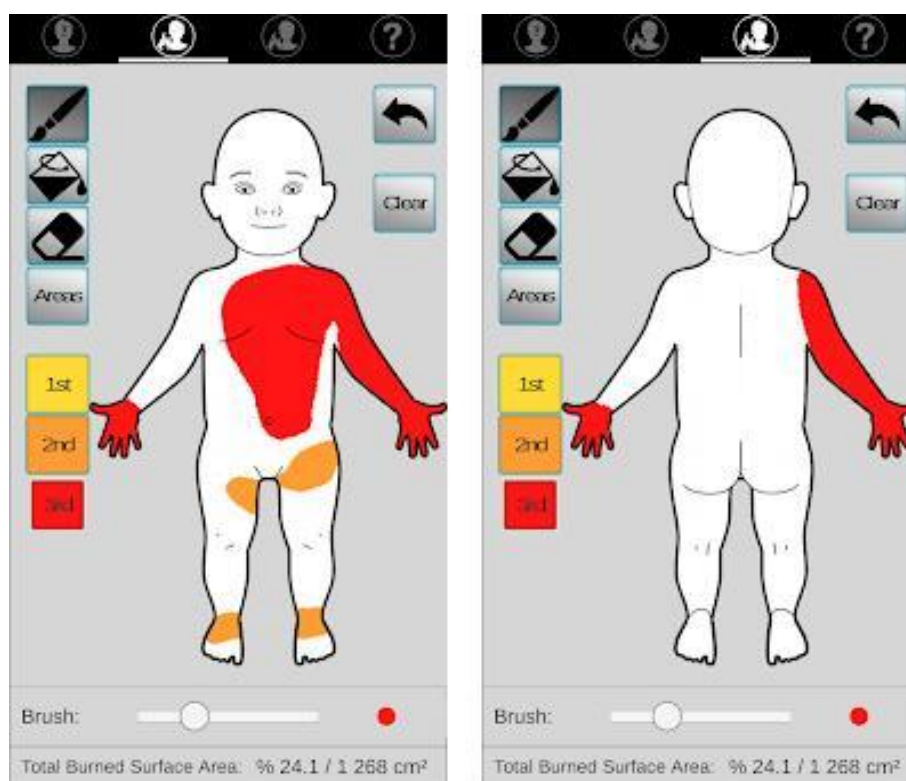 ?
Clear
Areas
1st
2nd
3rd
Brush:
Total Burned Surface Area: % 24.1 / 1 268 cm²
?
Clear
Areas
1st
2nd
3rd
Brush:
Total Burned Surface Area: % 24.1 / 1 268 cm²